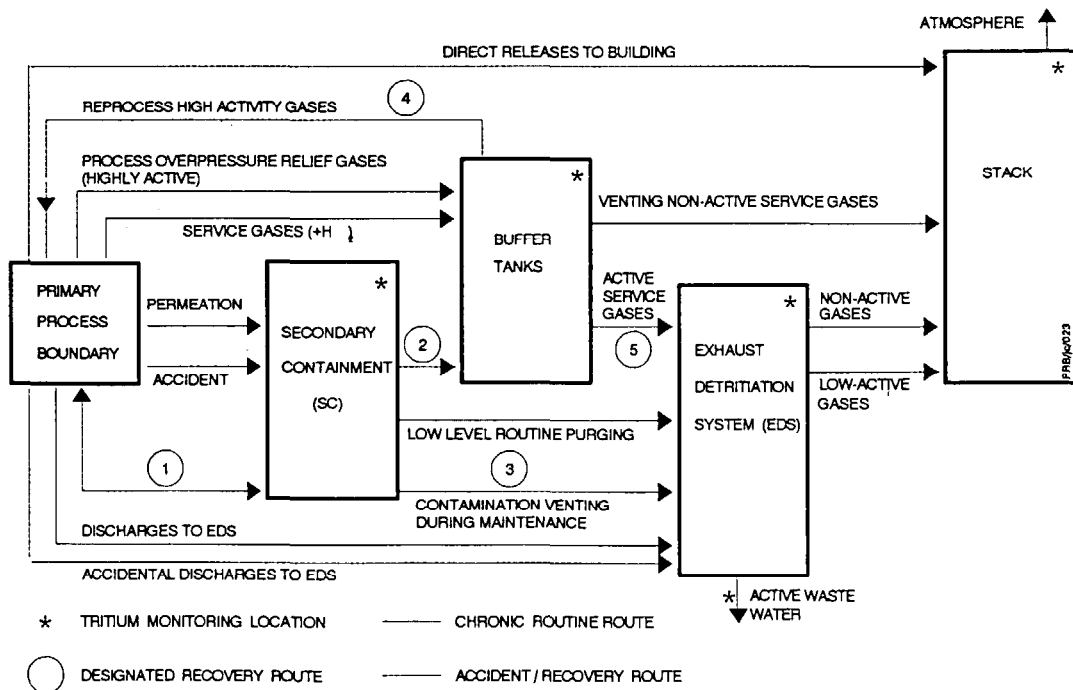 ATMOSPHERE
DIRECT RELEASES TO BUILDING
*
REPROCESS HIGH ACTIVITY GASES
4
PROCESS OVERPRESSURE RELIEF GASES
(HIGHLY ACTIVE)
*
STACK
VENTING NON-ACTIVE SERVICE GASES
SERVICE GASES (+H
BUFFER
TANKS
PRIMARY
PROCESS
BOUNDARY
PERMEATION
ACCIDENT
*
SECONDARY
CONTAINMENT
(SC)
2
ACTIVE
SERVICE
GASES
5
*
EXHAUST
DETRITIATION
SYSTEM (EDS)
NON-ACTIVE
GASES
LOW-ACTIVE
GASES
PRB/jc/023
LOW LEVEL ROUTINE PURGING
1
3
CONTAMINATION VENTING
DURING MAINTENANCE
DISCHARGES TO EDS
ACCIDENTAL DISCHARGES TO EDS
* ACTIVE WASTE
WATER
* TRITIUM MONITORING LOCATION
CHRONIC ROUTINE ROUTE
DESIGNATED RECOVERY ROUTE
ACCIDENT / RECOVERY ROUTE